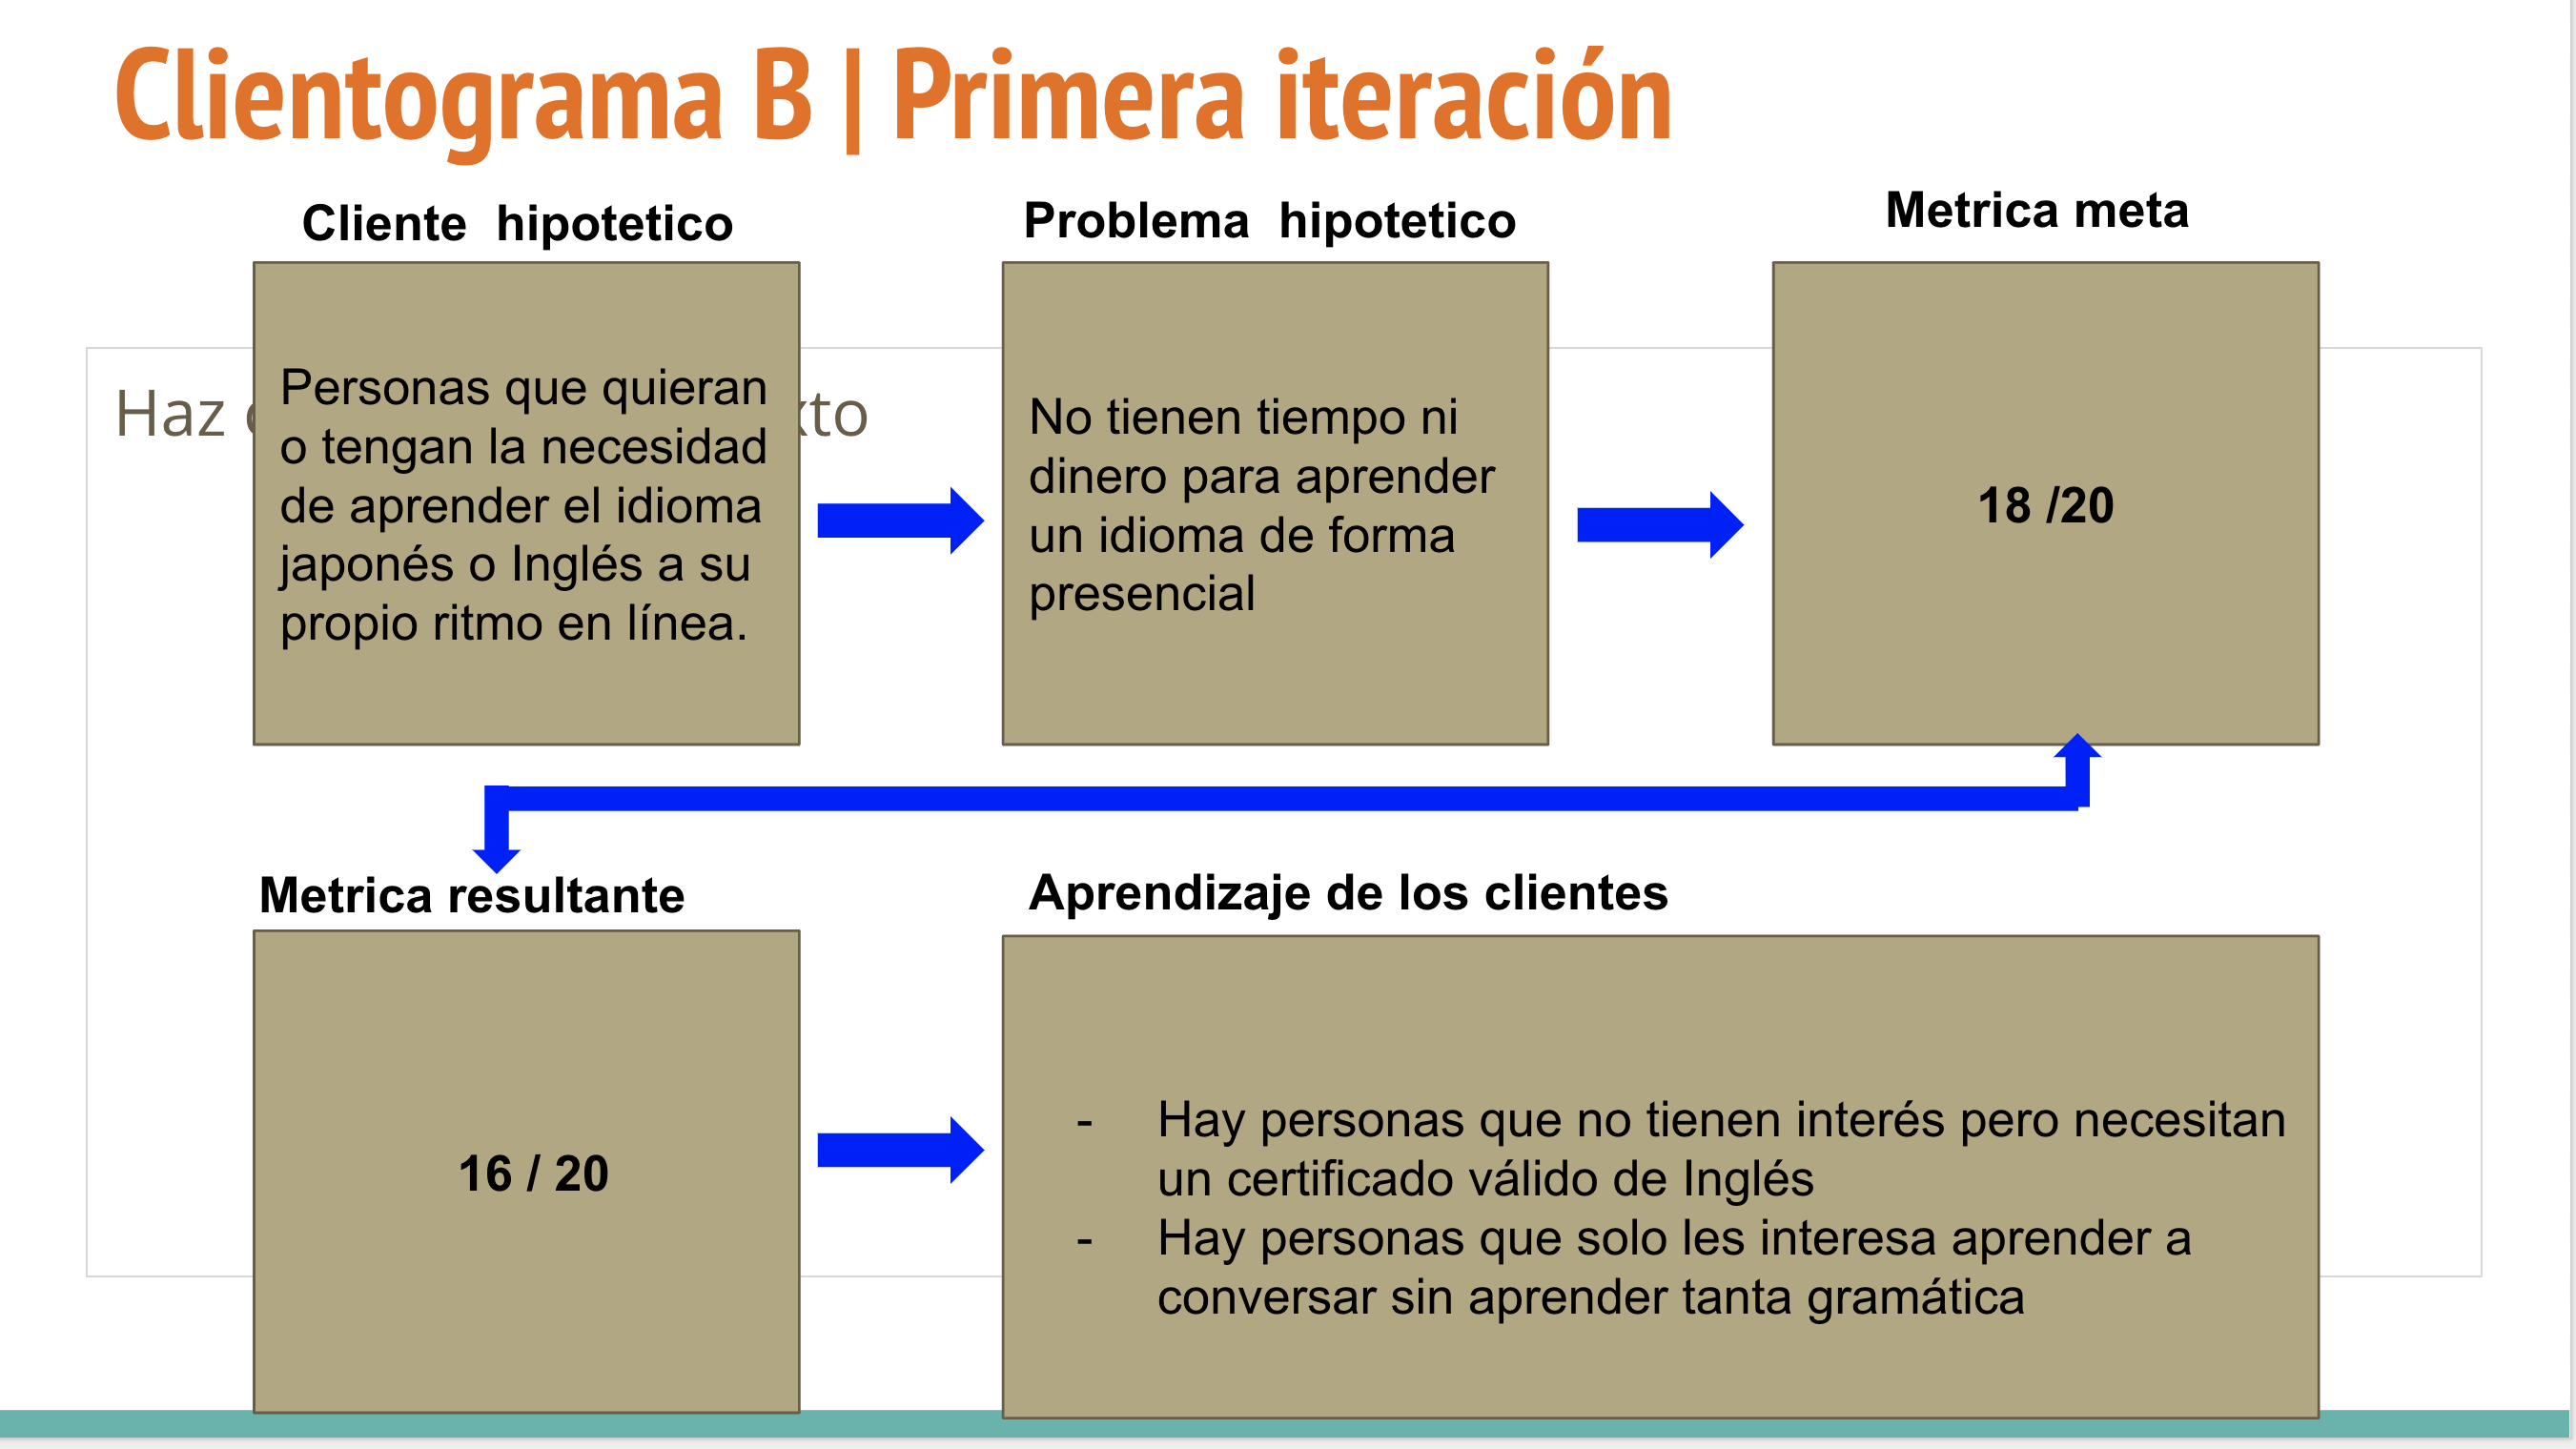 Clientograma B | Primera iteración
Cliente  hipotetico
Problema  hipotetico
Metrica meta
Personas que quieran
o tengan la necesidad
de aprender el idioma
japonés o Inglés a su
propio ritmo en línea.
No tienen tiempo ni
dinero para aprender
un idioma de forma
presencial
18 /20
Haz
Metrica resultante
Aprendizaje de los clientes
16 / 20
- Hay personas que no tienen interés pero necesitan
un certificado válido de Inglés
- Hay personas que solo les interesa aprender a
conversar sin aprender tanta gramática